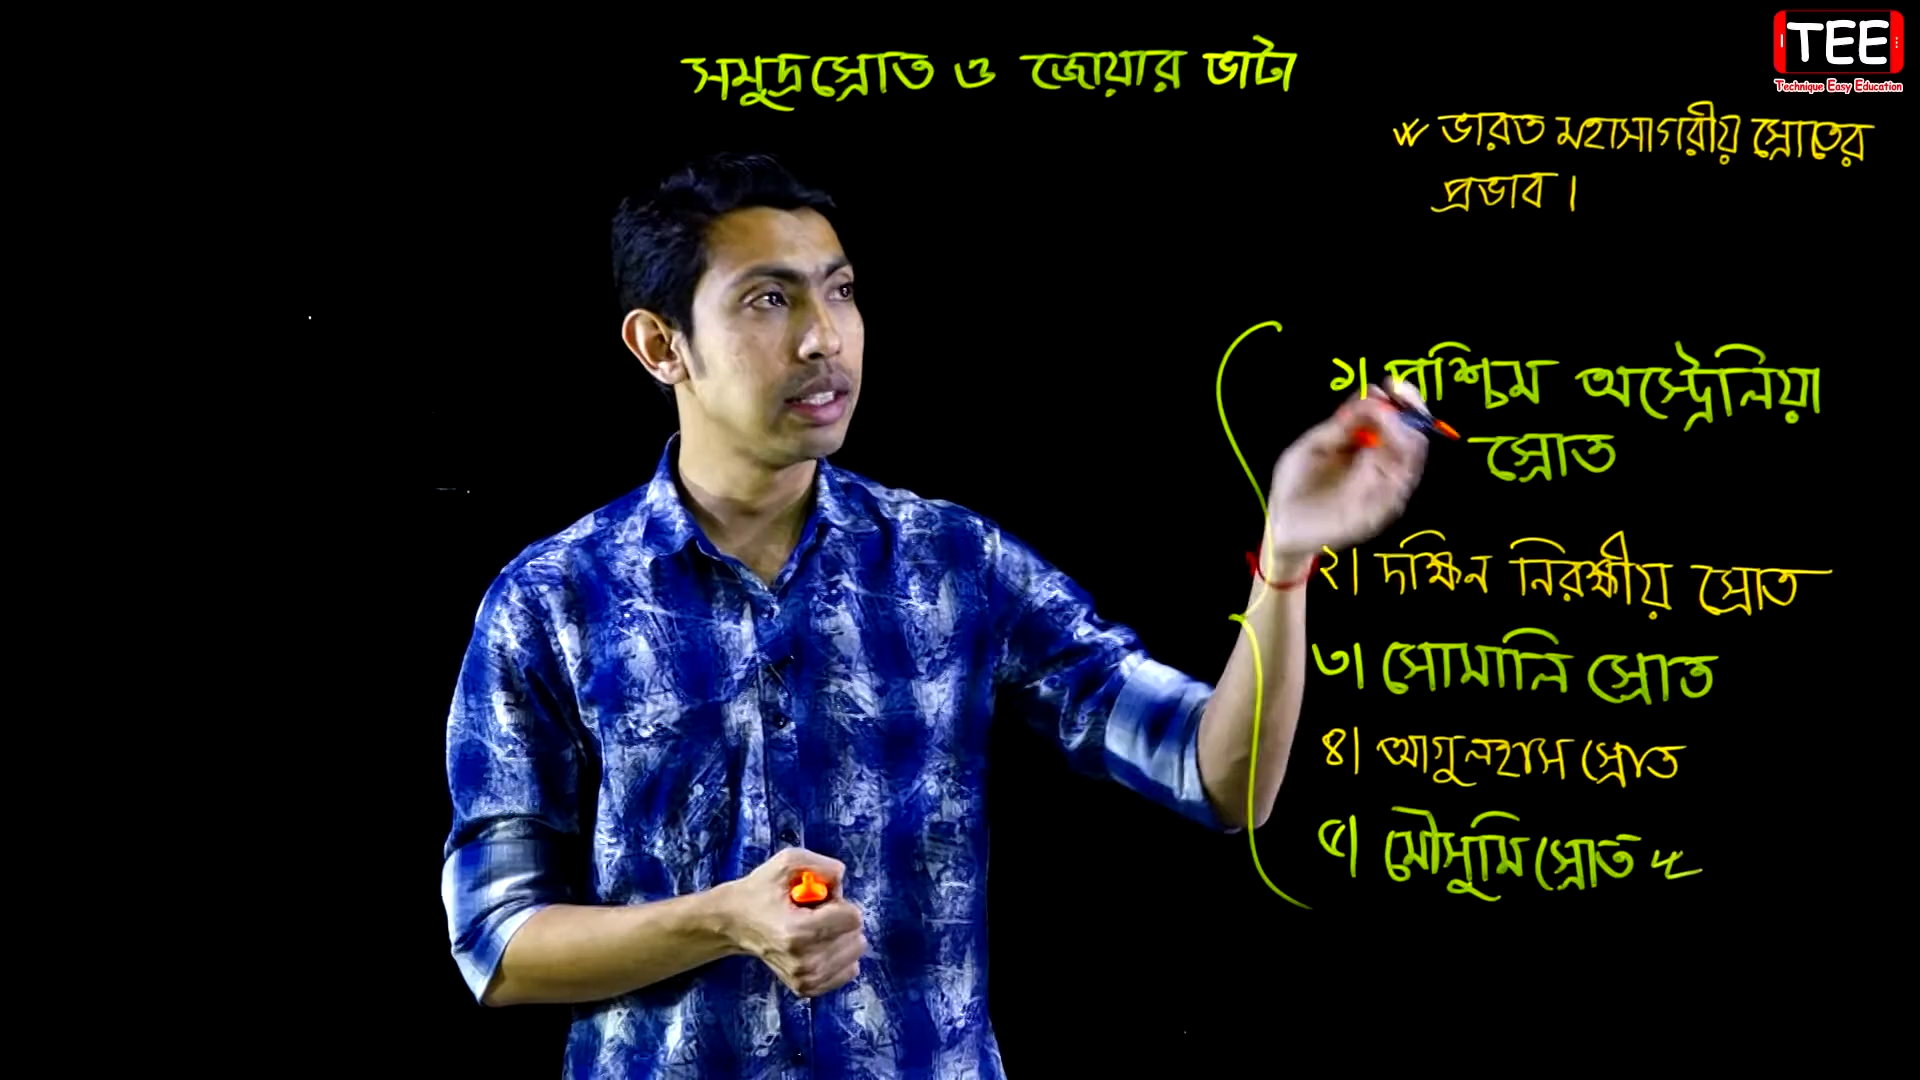 সমুদ্রস্রোত ও জোয়ার ভাটা
TEE
Technique Easy Education
ভারত মহাসাগরীয় স্রোতের
প্রভাব।
১। পশ্চিম অস্ট্রেলিয়া
স্রোত
২। দক্ষিন নিরক্ষীয় স্রোত
৩। সোমালি স্রোত
৪। আগুলহাস স্রোত
৫। মৌসুমি স্রোত